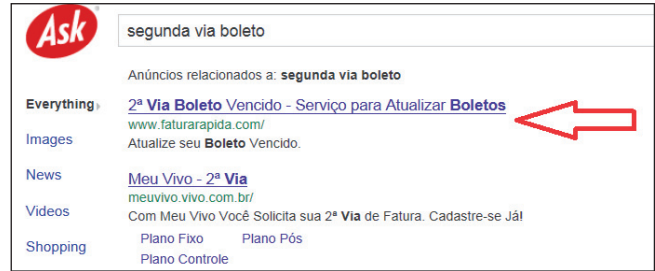 Ask
segunda via boleto
Anúncios relacionados a: segunda via boleto
Everything
2ª Via Boleto Vencido - Serviço para Atualizar Boletos
www.faturarapida.com/
Atualize seu Boleto Vencido.
Images
News
Meu Vivo - 2ª Via
meuvivo.vivo.com.br/
Videos
Com Meu Vivo Você Solicita sua 2ª Via de Fatura. Cadastre-se Já!
Plano Fixo Plano Pós
Shopping
Plano Controle